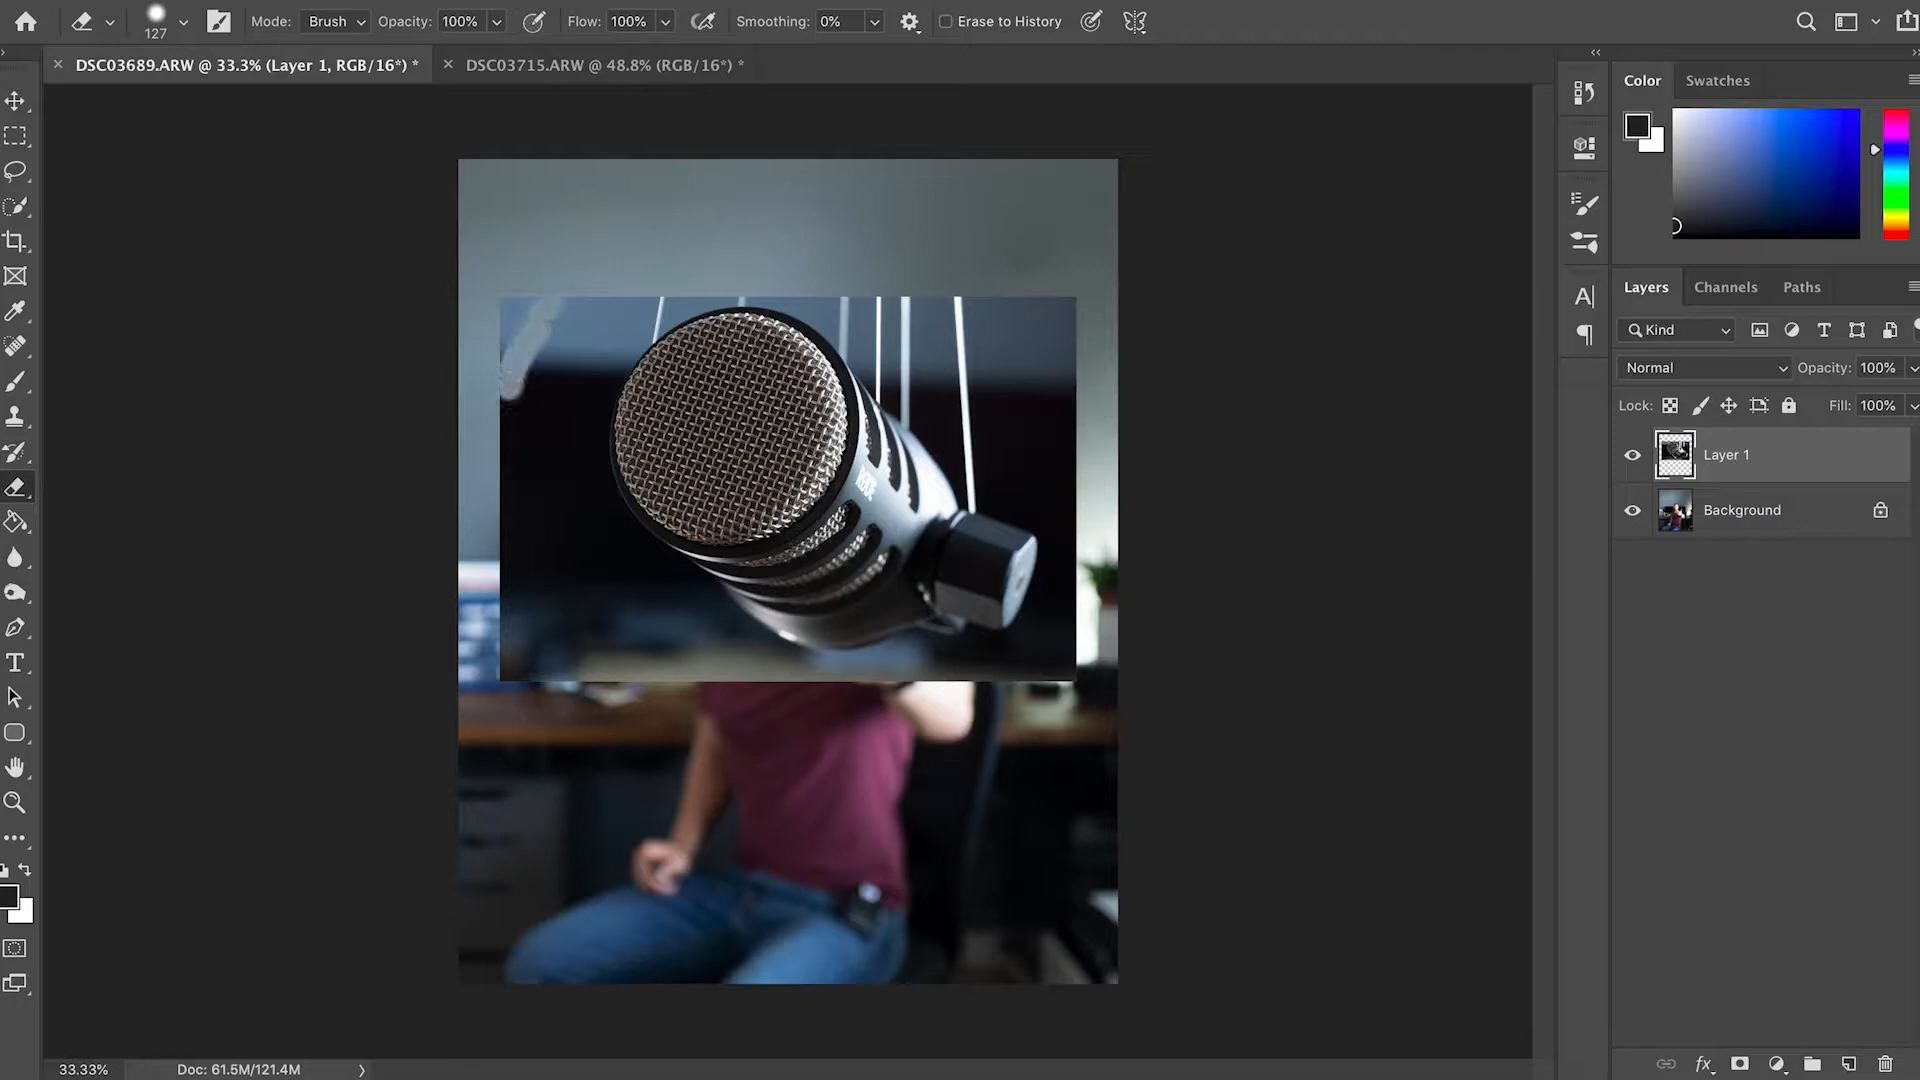 127
Mode: Brush Opacity: 100% Flow: 100% Smoothing: 0% Erase to History
DSC03689.ARW @ 33.3% (Layer 1, RGB/16*) * DSC03715.ARW @ 48.8% (RGB/16*) *
Color Swatches
Layers Channels Paths
Kind
Normal Opacity: 100%
Lock: Fill: 100%
Layer 1
Background
RØDE
33.33% Doc: 61.5M/121.4M